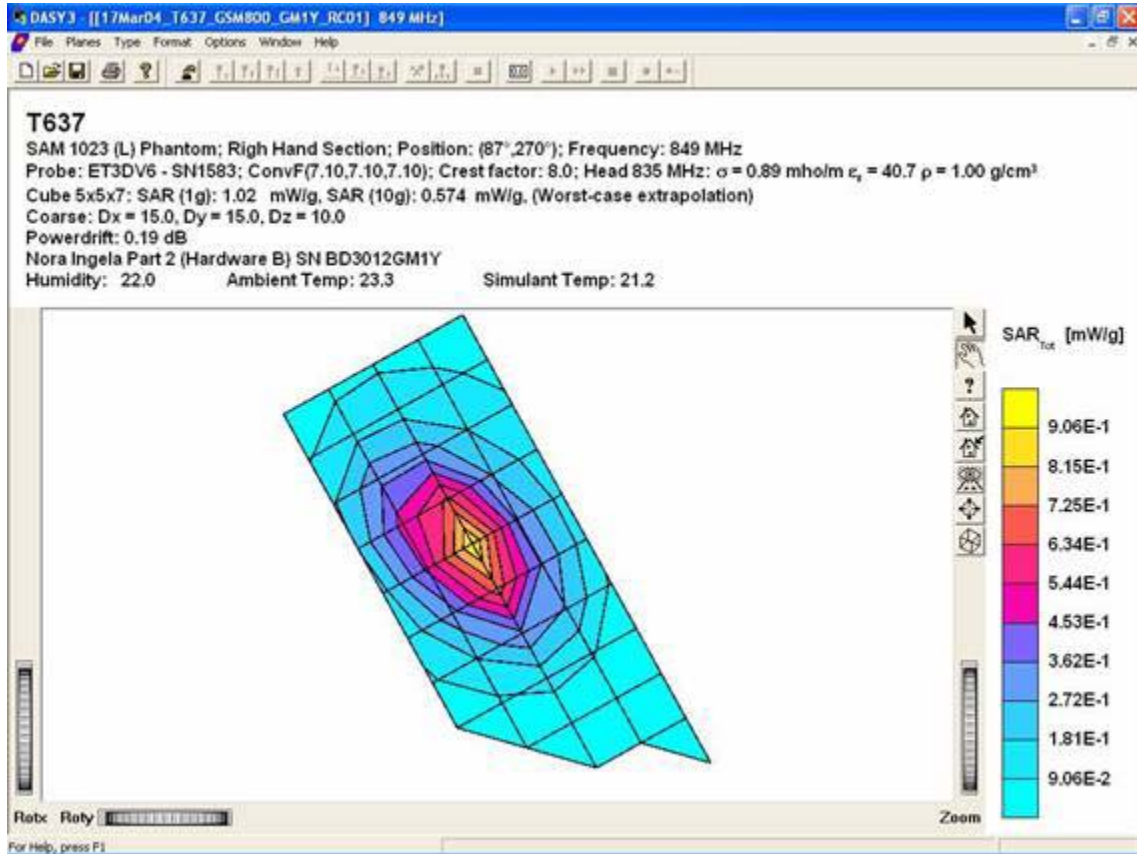 DASY3 - [[17Mar04_T637_GSM800_GM1Y_RC01] 849 MHz]
File Planes Type Format Options Window Help
T637
SAM 1023 (L) Phantom; Righ Hand Section; Position: (87°,270°); Frequency: 849 MHz
Probe: ET3DV6 - SN1583; ConvF(7.10,7.10,7.10); Crest factor: 8.0; Head 835 MHz: σ = 0.89 mho/m εr = 40.7 ρ = 1.00 g/cm³
Cube 5x5x7: SAR (1g): 1.02 mW/g, SAR (10g): 0.574 mW/g, (Worst-case extrapolation)
Coarse: Dx = 15.0, Dy = 15.0, Dz = 10.0
Powerdrift: 0.19 dB
Nora Ingela Part 2 (Hardware B) SN BD3012GM1Y
Humidity: 22.0 Ambient Temp: 23.3 Simulant Temp: 21.2
SAR Tot [mW/g]
9.06E-1
8.15E-1
7.25E-1
6.34E-1
5.44E-1
4.53E-1
3.62E-1
2.72E-1
1.81E-1
9.06E-2
Rotx Roty Zoom
For Help, press F1